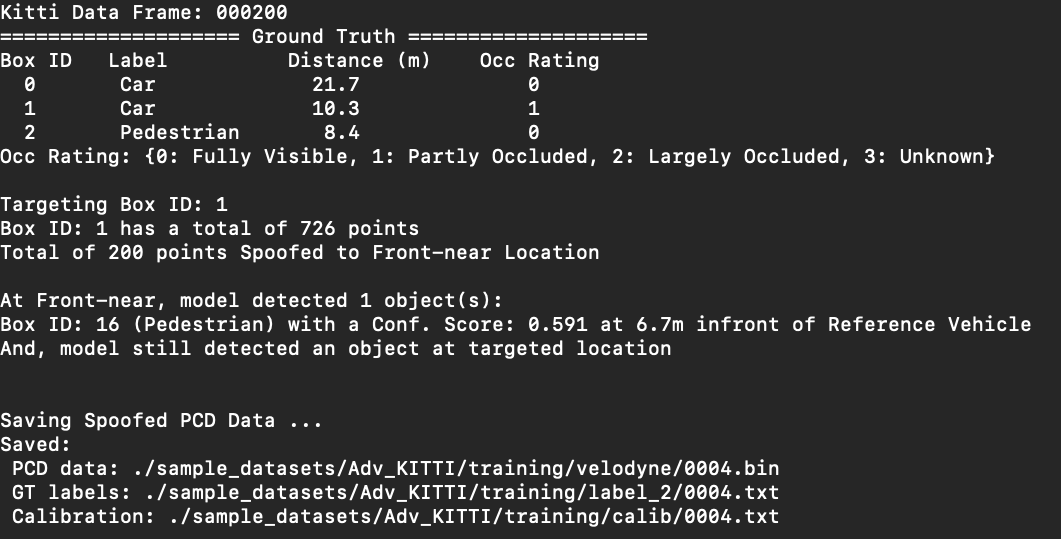 Kitti Data Frame: 000200
==================== Ground Truth ====================
Box ID   Label          Distance (m)    Occ Rating
  0       Car             21.7              0
  1       Car             10.3              1
  2       Pedestrian       8.4              0
Occ Rating: {0: Fully Visible, 1: Partly Occluded, 2: Largely Occluded, 3: Unknown}
Targeting Box ID: 1
Box ID: 1 has a total of 726 points
Total of 200 points Spoofed to Front-near Location
At Front-near, model detected 1 object(s):
Box ID: 16 (Pedestrian) with a Conf. Score: 0.591 at 6.7m infront of Reference Vehicle
And, model still detected an object at targeted location
Saving Spoofed PCD Data ...
Saved:
 PCD data: ./sample_datasets/Adv_KITTI/training/velodyne/0004.bin
 GT labels: ./sample_datasets/Adv_KITTI/training/label_2/0004.txt
 Calibration: ./sample_datasets/Adv_KITTI/training/calib/0004.txt